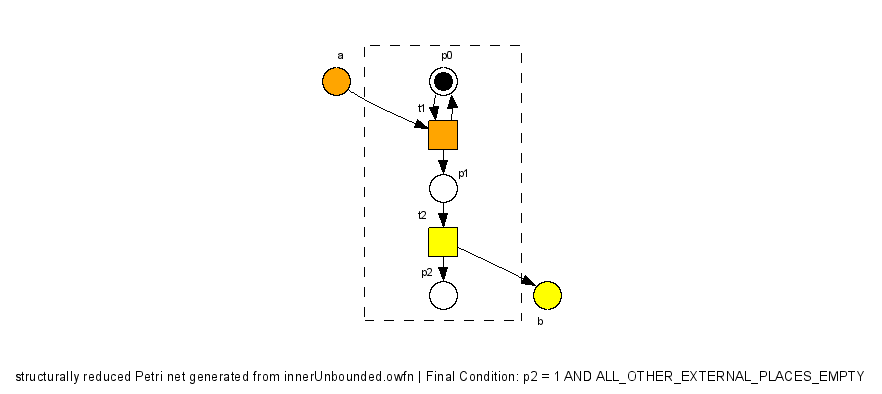 a
p0
t1
p1
t2
p2
b
structurally reduced Petri net generated from innerUnbounded.owfn | Final Condition: p2 = 1 AND ALL_OTHER_EXTERNAL_PLACES_EMPTY